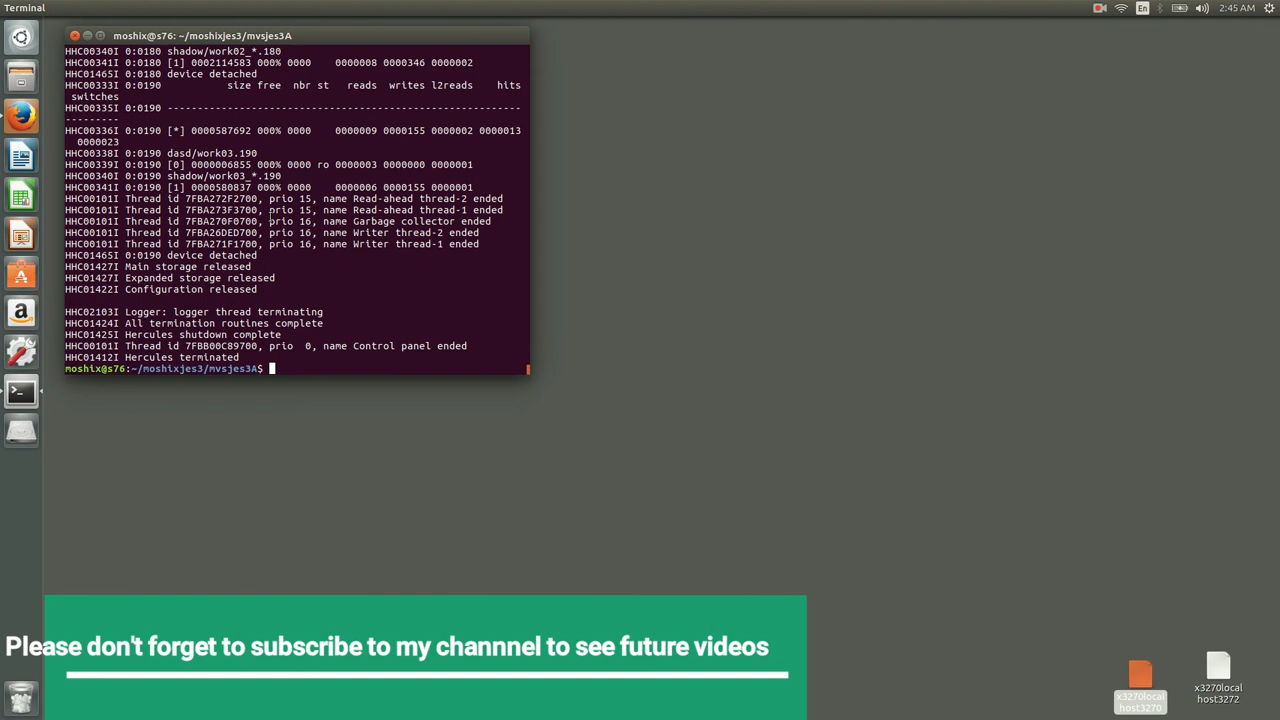 Terminal
En
2:45 AM
moshix@s76: ~/moshixjes3/mvsjes3A
HHC00340I 0:0180 shadow/work02_*.180
HHC00341I 0:0180 [1] 0002114583 000% 0000    0000008 0000346 0000002
HHC01465I 0:0180 device detached
HHC00333I 0:0190           size free  nbr st   reads  writes l2reads    hits
switches
HHC00335I 0:0190 -----------------------------------------------------------
---------
HHC00336I 0:0190 [*] 0000587692 000% 0000    0000009 0000155 0000002 0000013
0000023
HHC00338I 0:0190 dasd/work03.190
HHC00339I 0:0190 [0] 0000006855 000% 0000 ro 0000003 0000000 0000001
HHC00340I 0:0190 shadow/work03_*.190
HHC00341I 0:0190 [1] 0000580837 000% 0000    0000006 0000155 0000001
HHC00101I Thread id 7FBA272F2700, prio 15, name Read-ahead thread-2 ended
HHC00101I Thread id 7FBA273F3700, prio 15, name Read-ahead thread-1 ended
HHC00101I Thread id 7FBA270F0700, prio 16, name Garbage collector ended
HHC00101I Thread id 7FBA26DED700, prio 16, name Writer thread-2 ended
HHC00101I Thread id 7FBA271F1700, prio 16, name Writer thread-1 ended
HHC01465I 0:0190 device detached
HHC01427I Main storage released
HHC01427I Expanded storage released
HHC01422I Configuration released
HHC02103I Logger: logger thread terminating
HHC01424I All termination routines complete
HHC01425I Hercules shutdown complete
HHC00101I Thread id 7FBB00C89700, prio  0, name Control panel ended
HHC01412I Hercules terminated
moshix@s76:~/moshixjes3/mvsjes3A$
Please don't forget to subscribe to my channnel to see future videos
x3270local
host3270
x3270local
host3272